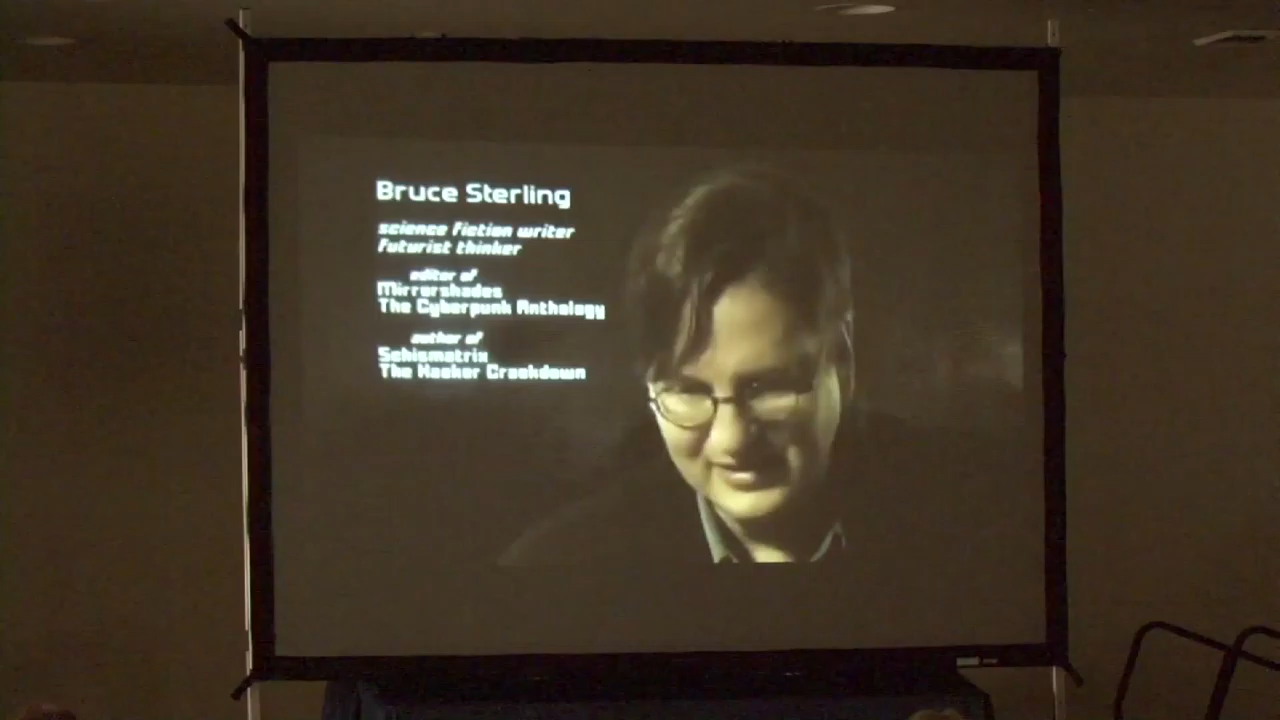 Bruce Sterling
science fiction writer
futurist thinker
editor of
Mirrorshades
The Cyberpunk Anthology
author of
Schismatrix
The Hacker Crackdown